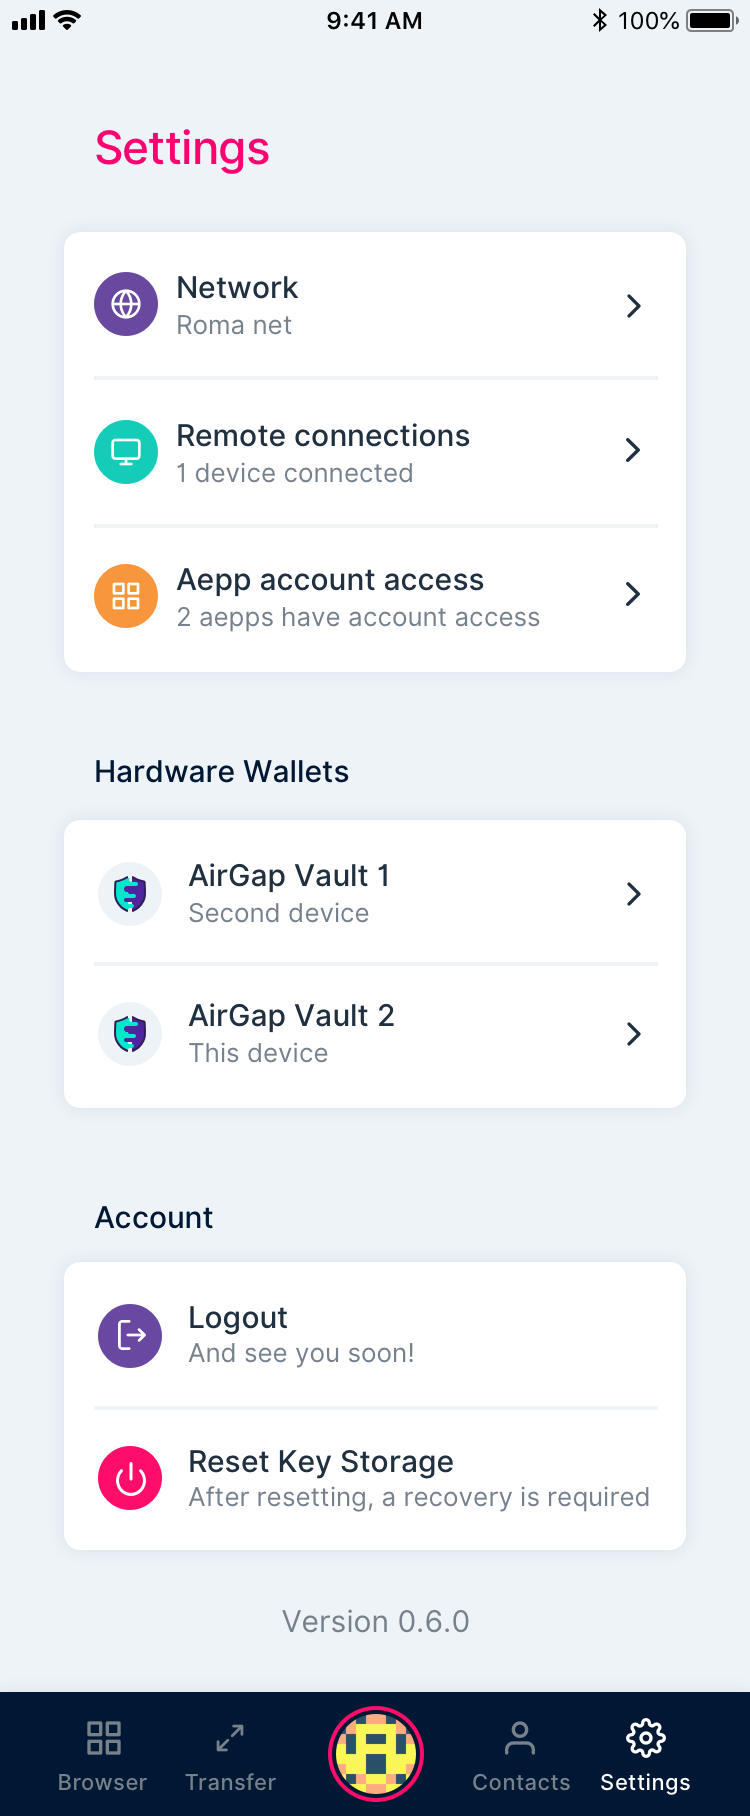 9:41 AM
100%
Settings
Network
Roma net
Remote connections
1 device connected
Aepp account access
2 aepps have account access
Hardware Wallets
AirGap Vault 1
Second device
AirGap Vault 2
This device
Account
Logout
And see you soon!
Reset Key Storage
After resetting, a recovery is required
Version 0.6.0
Browser
Transfer
Contacts
Settings